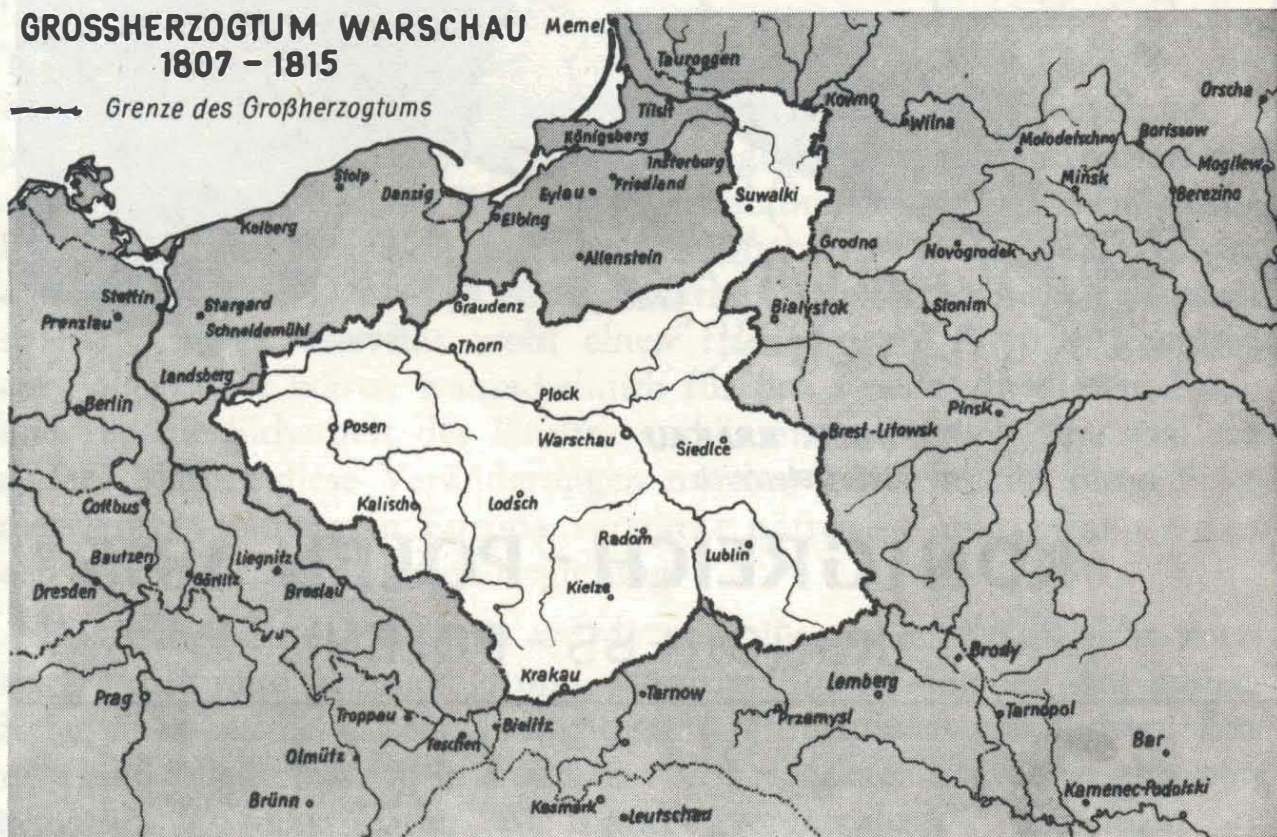 GROSSHERZOGTUM WARSCHAU
1807 – 1815
Grenze des Großherzogtums
Memel
Tauroggen
Tilsit
Kowno
Wilna
Orscha
Molodetschno
Borissow
Königsberg
Insterburg
Mogilew
Minsk
Stolp
Danzig
Eylau
Friedland
Suwalki
Berezina
Elbing
Kolberg
Allenstein
Grodno
Novogrodek
Stettin
Stargard
Graudenz
Bialystok
Slonim
Prenzlau
Schneidemühl
Thorn
Landsberg
Plock
Berlin
Pinsk
Posen
Warschau
Siedlce
Brest-Litowsk
Cottbus
Kalisch
Lodsch
Radom
Lublin
Bautzen
Liegnitz
Görlitz
Dresden
Breslau
Kielze
Brody
Krakau
Tarnow
Lemberg
Prag
Troppau
Bielitz
Przemysl
Tarnopol
Teschen
Bar
Olmütz
Kamenec-Podolski
Brünn
Kesmark
Leutschau